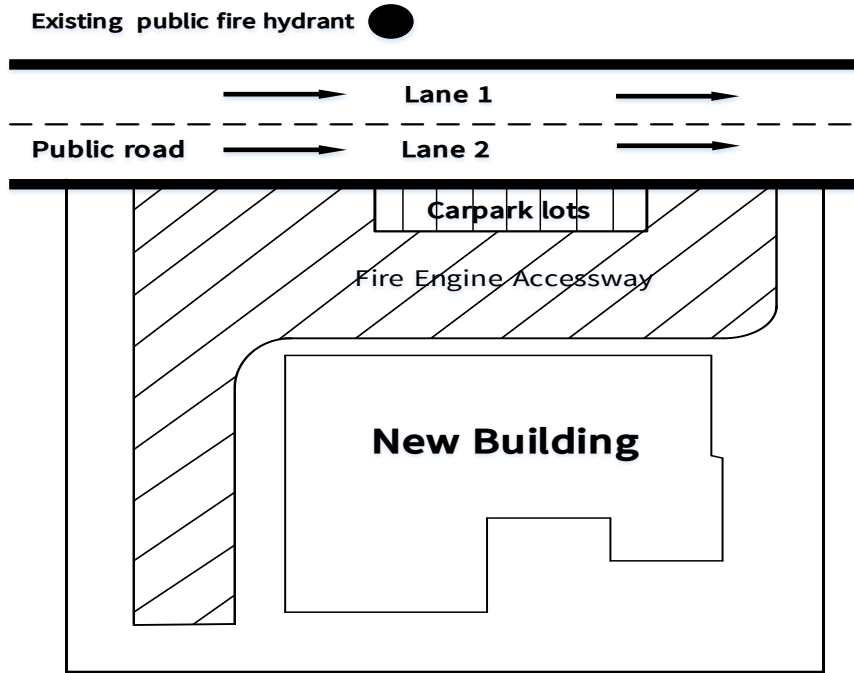 Existing public fire hydrant
Lane 1
Public road
Lane 2
Carpark lots
Fire Engine Accessway
New Building